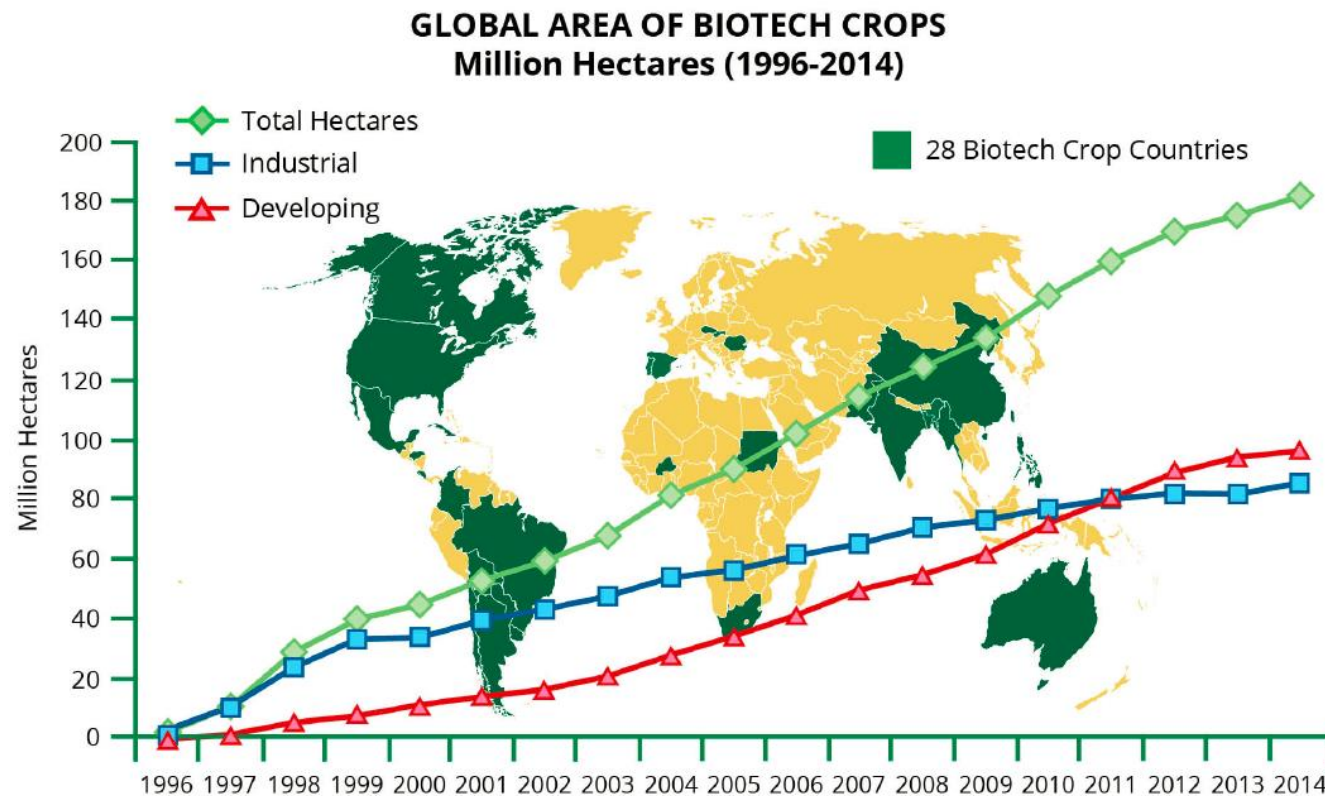 GLOBAL AREA OF BIOTECH CROPS
Million Hectares (1996-2014)
Total Hectares
Industrial
Developing
28 Biotech Crop Countries
Million Hectares
200
180
160
140
120
100
80
60
40
20
0
1996 1997 1998 1999 2000 2001 2002 2003 2004 2005 2006 2007 2008 2009 2010 2011 2012 2013 2014